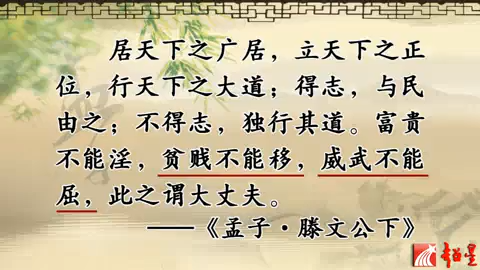 居天下之广居，立天下之正
位，行天下之大道；得志，与民
由之；不得志，独行其道。富贵
不能淫，贫贱不能移，威武不能
屈，此之谓大丈夫。
——《孟子·滕文公下》